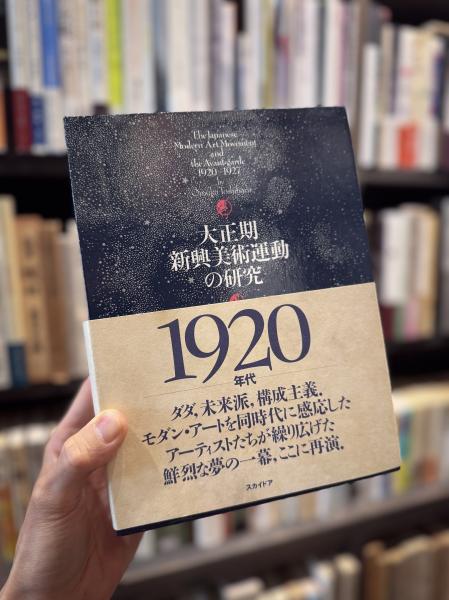 The Japanese
Modern Art Movement
and
the Avant-garde
1920-1927
by
Omuka Toshiharu
大正期
新興美術運動
の研究
1920
年代
ダダ,未来派,構成主義.
モダン・アートを同時代に感応した
アーティストたちが繰り広げた
鮮烈な夢の一幕,ここに再演.
スカイドア